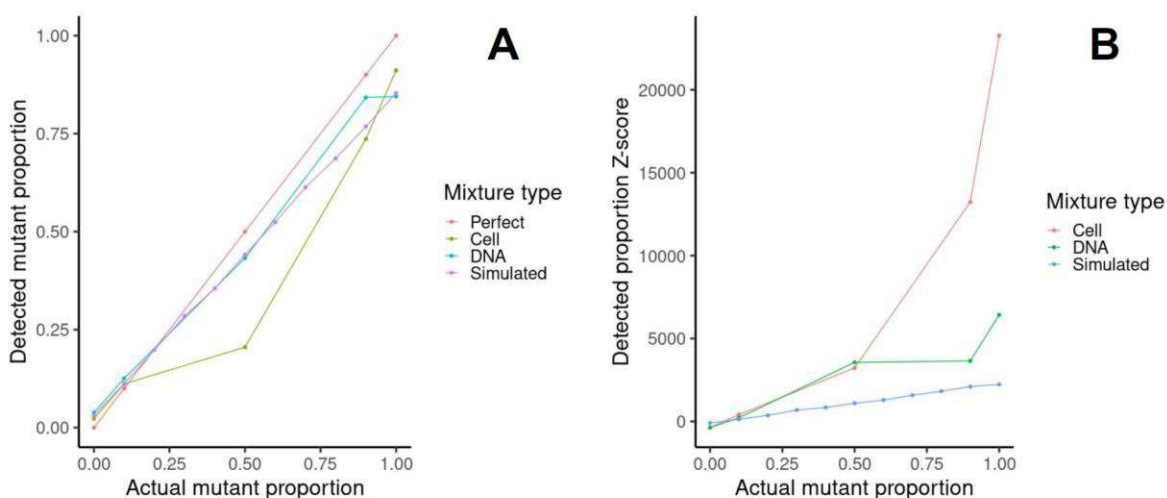 A
Detected mutant proportion
1.00
0.75
0.50
0.25
0.00
0.00 0.25 0.50 0.75 1.00
Actual mutant proportion
Mixture type
Perfect
Cell
DNA
Simulated
B
Detected proportion Z-score
20000
15000
10000
5000
0
0.00 0.25 0.50 0.75 1.00
Actual mutant proportion
Mixture type
Cell
DNA
Simulated